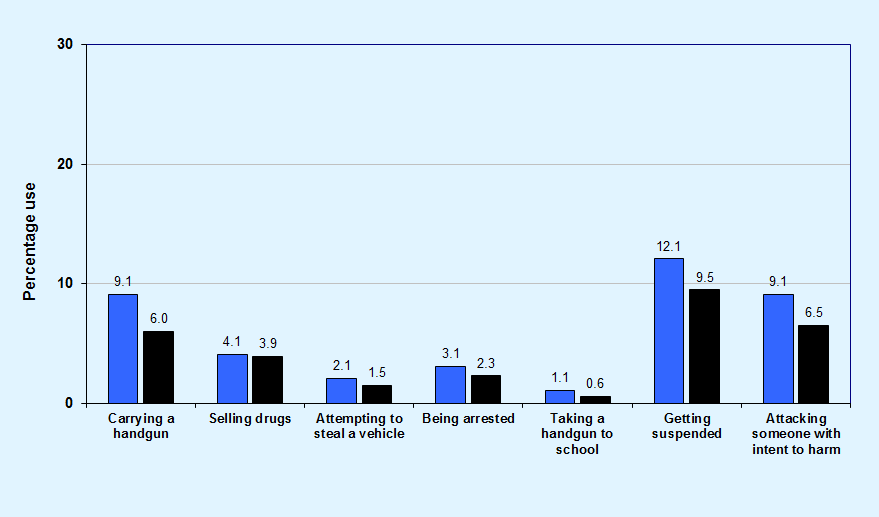 30
20
10
0
Percentage use
9.1
6.0
4.1
3.9
2.1
1.5
3.1
2.3
1.1
0.6
12.1
9.5
9.1
6.5
Carrying a
handgun
Selling drugs
Attempting to
steal a vehicle
Being arrested
Taking a
handgun to
school
Getting
suspended
Attacking
someone with
intent to harm